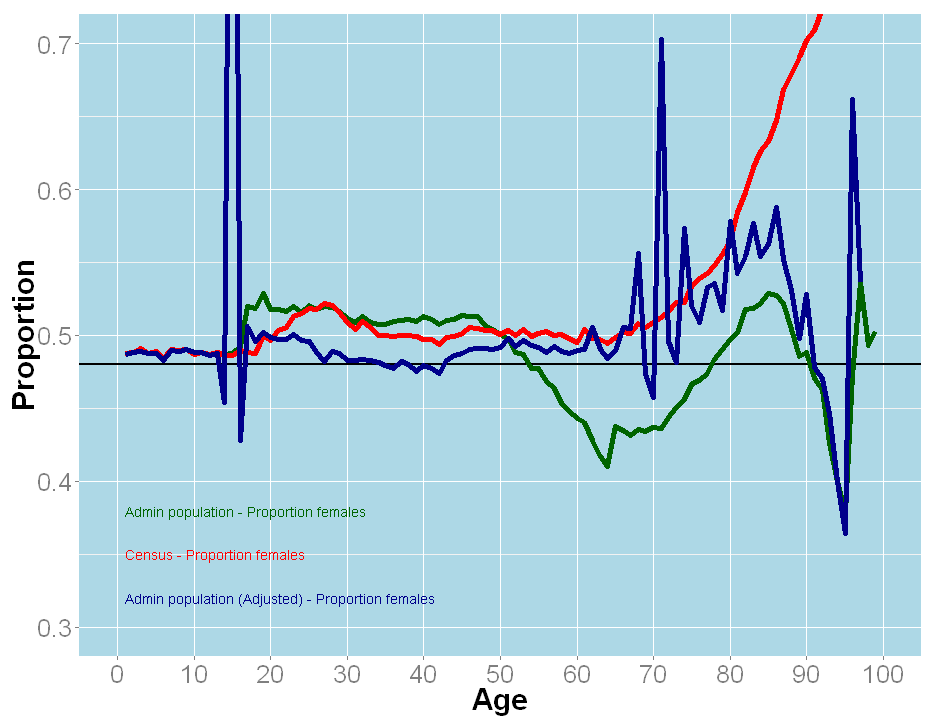 0.7
0.6
0.5
0.4
0.3
Proportion
Admin population - Proportion females
Census - Proportion females
Admin population (Adjusted) - Proportion females
0 10 20 30 40 50 60 70 80 90 100
Age